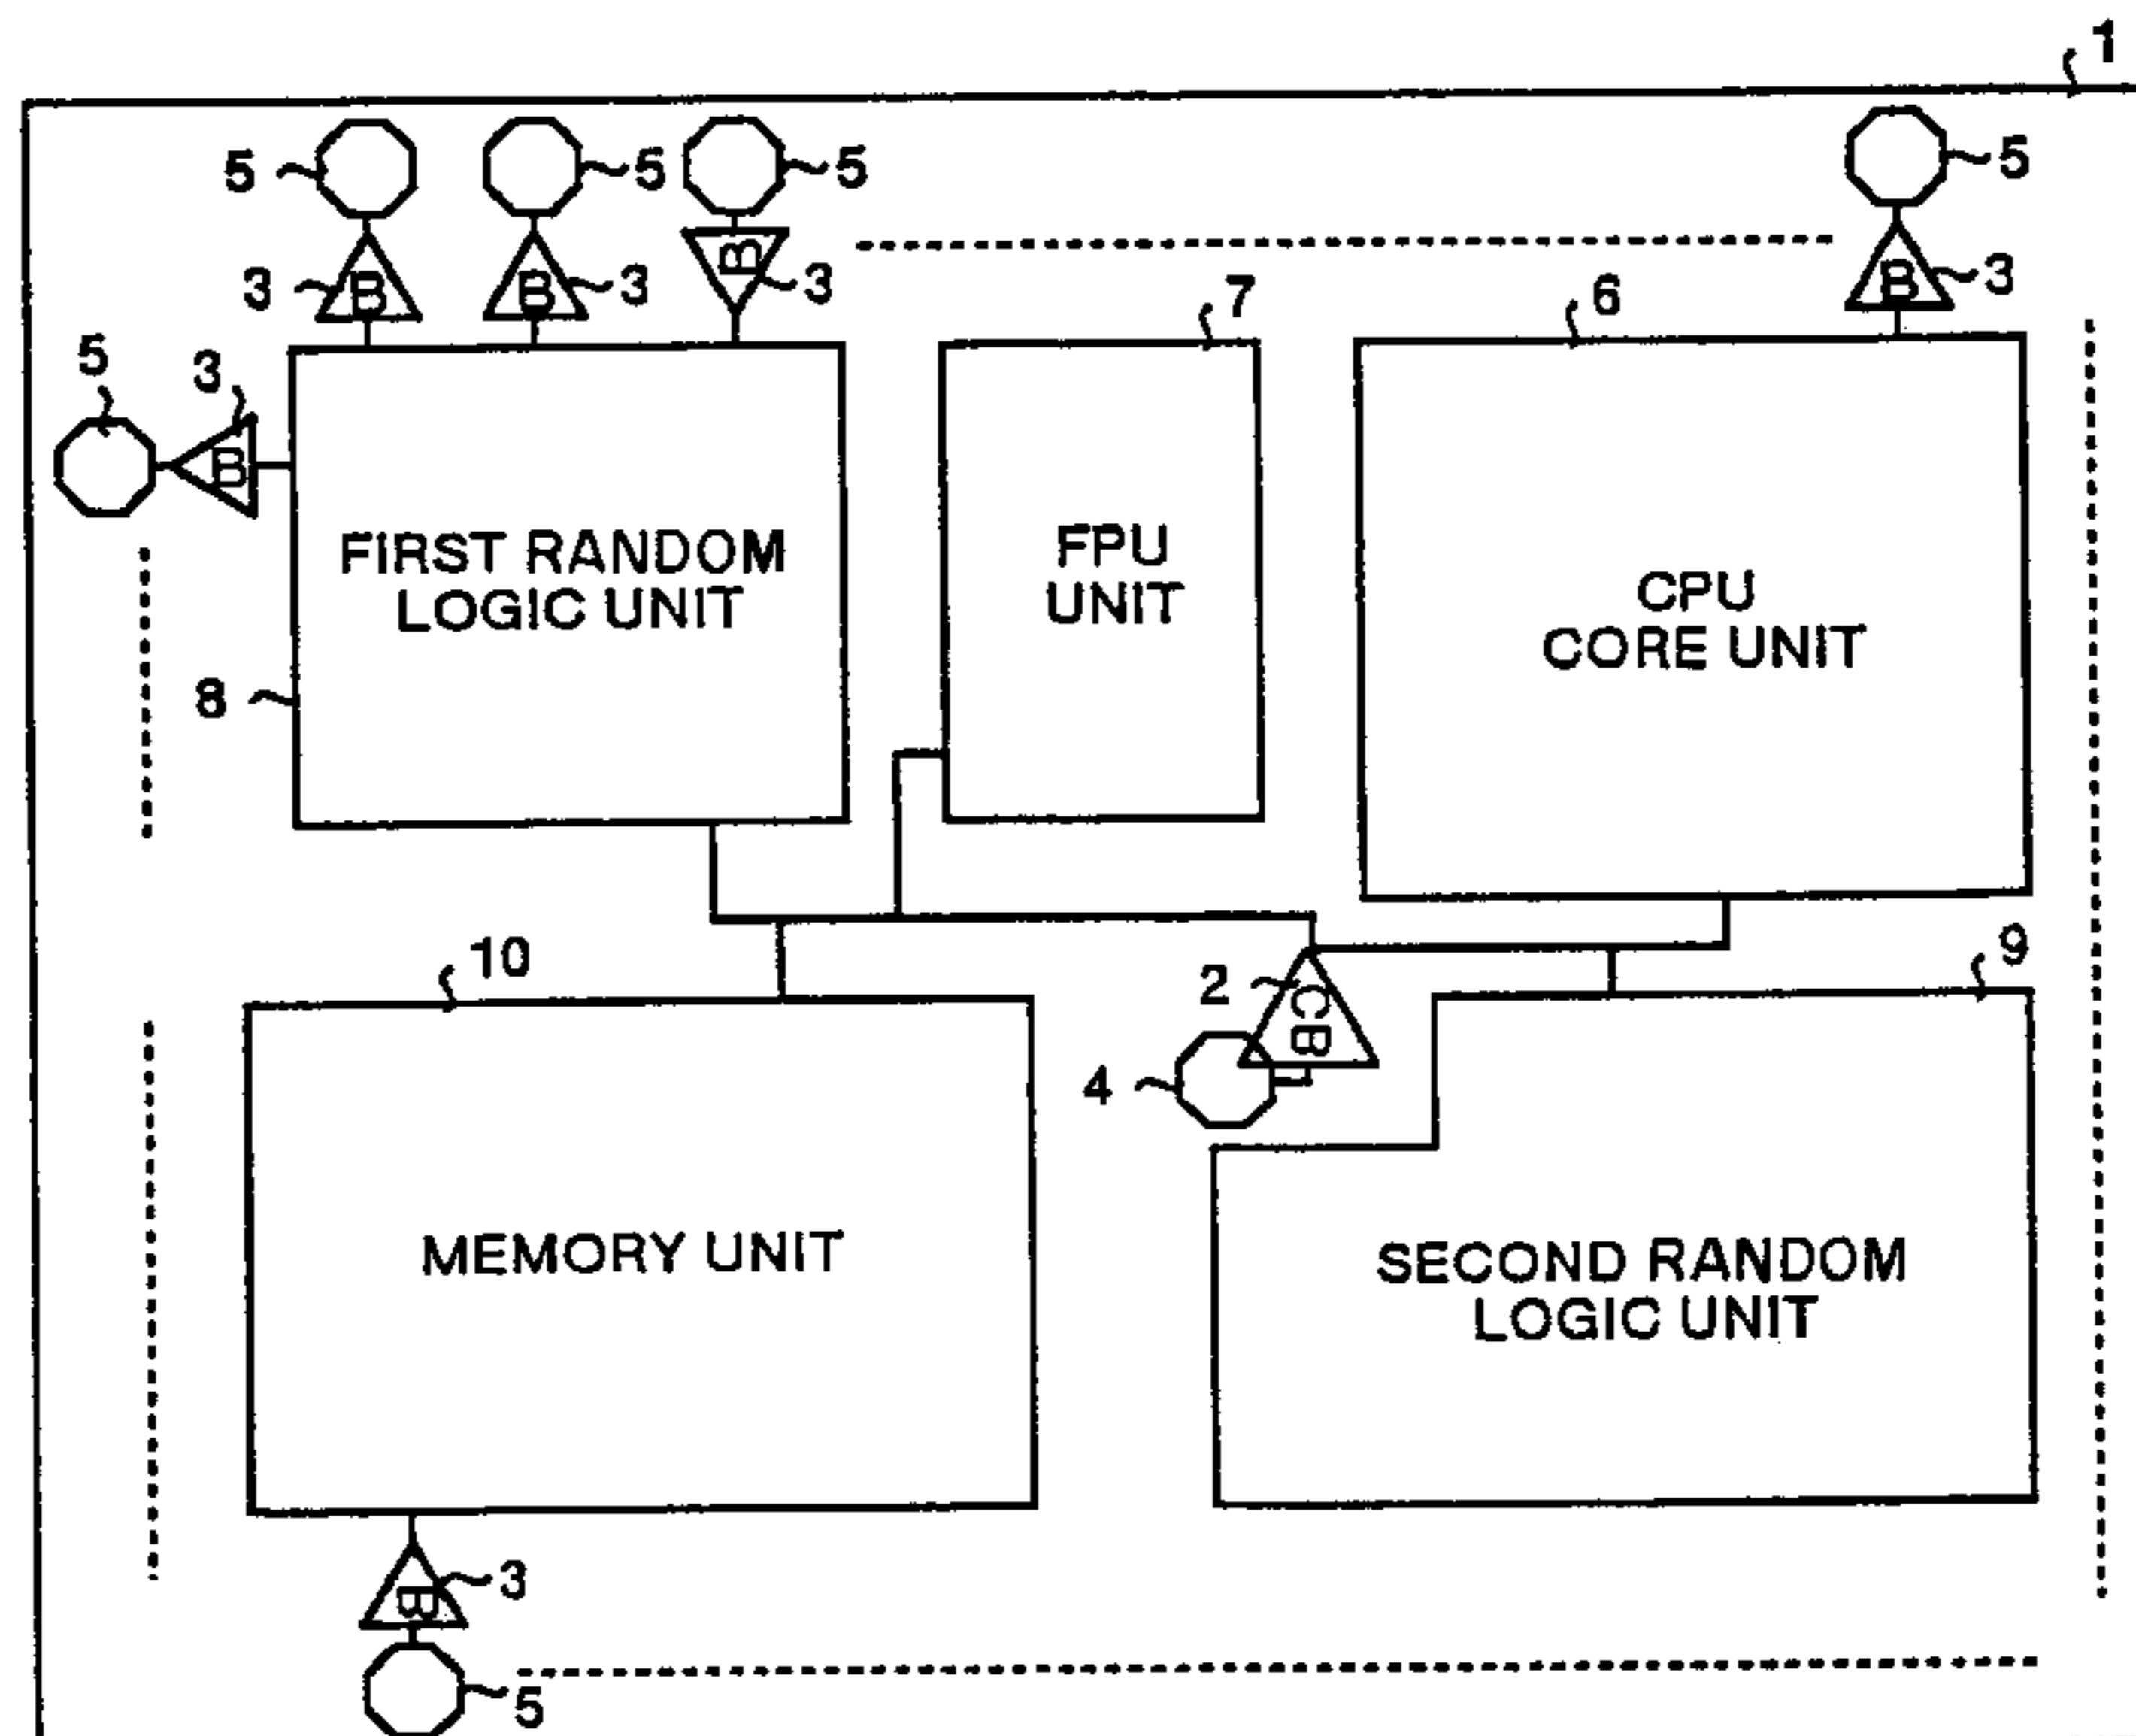 1
5 5 5 5
3 B B 3 B 3 B 3
7 6
5 3
B
FIRST RANDOM
LOGIC UNIT
FPU
UNIT
CPU
CORE UNIT
8
10 9
2 C
B
4
MEMORY UNIT
SECOND RANDOM
LOGIC UNIT
B 3
5